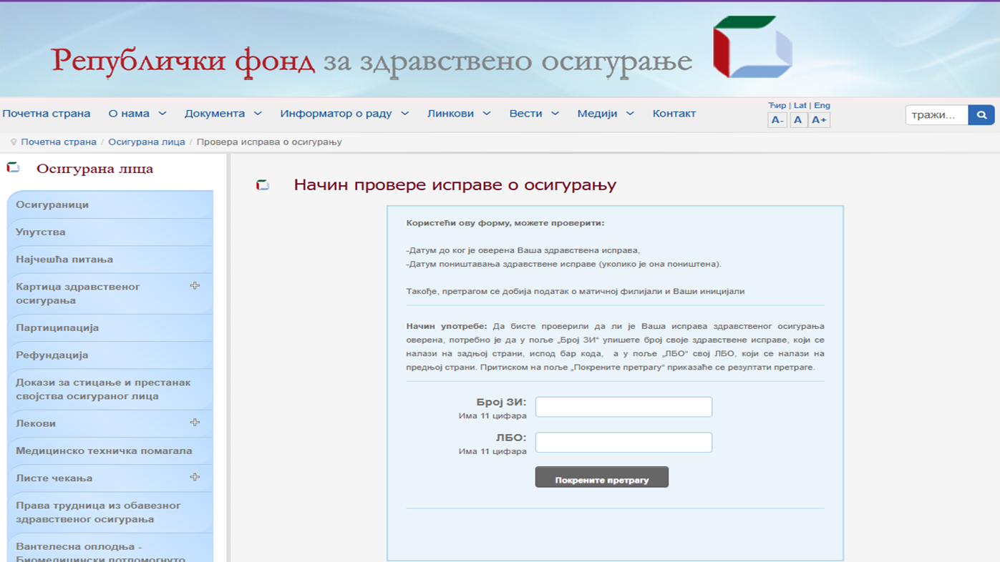 Републички фонд за здравствено осигурање
Почетна страна О нама Документа Информатор о раду Линкови Вести Медији Контакт
Ћир | Lat | Eng
A- A A+
тражи...
Почетна страна / Осигурана лица / Провера исправа о осигурању
Осигурана лица
Осигураници
Упутства
Најчешћа питања
Картица здравственог
осигурања
Партиципација
Рефундација
Докази за стицање и престанак
својства осигураног лица
Лекови
Медицинско техничка помагала
Листе чекања
Права трудница из обавезног
здравственог осигурања
Вантелесна оплодња -
Биомедицински потпомогнуто
Начин провере исправе о осигурању
Користећи ову форму, можете проверити:
-Датум до ког је оверена Ваша здравствена исправа,
-Датум поништавања здравствене исправе (уколико је она поништена).
Такође, претрагом се добија податак о матичној филијали и Ваши иницијали
Начин употребе: Да бисте проверили да ли је Ваша исправа здравственог осигурања
оверена, потребно је да у поље „Број ЗИ“ упишете број своје здравствене исправе, који се
налази на задњој страни, испод бар кода, а у поље „ЛБО“ свој ЛБО, који се налази на
предњој страни. Притиском на поље „Покрените претрагу“ приказаће се резултати претраге.
Број ЗИ:
Има 11 цифара
ЛБО:
Има 11 цифара
Покрените претрагу